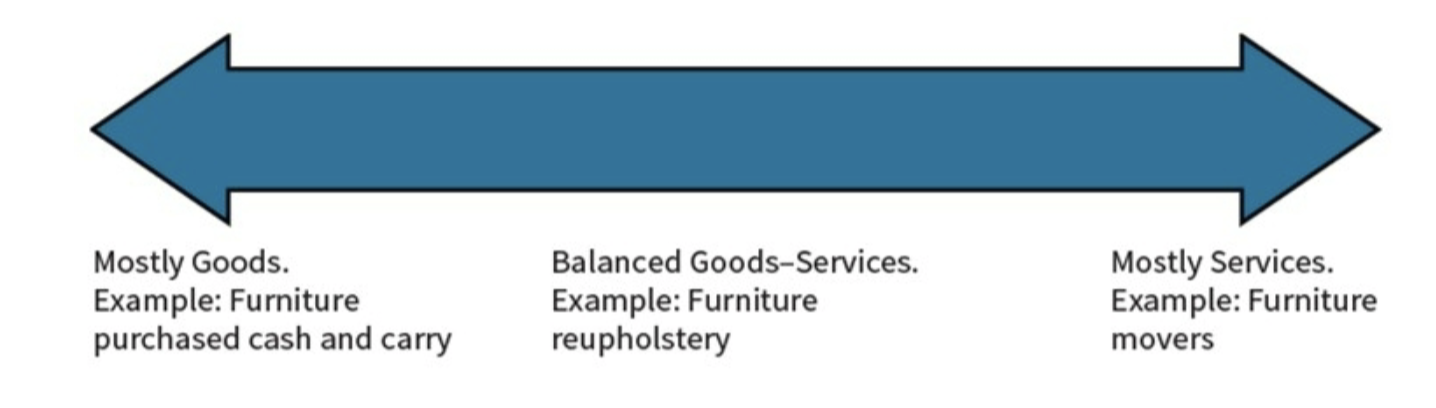 Mostly Goods.
Example: Furniture
purchased cash and carry
Balanced Goods–Services.
Example: Furniture
reupholstery
Mostly Services.
Example: Furniture
movers